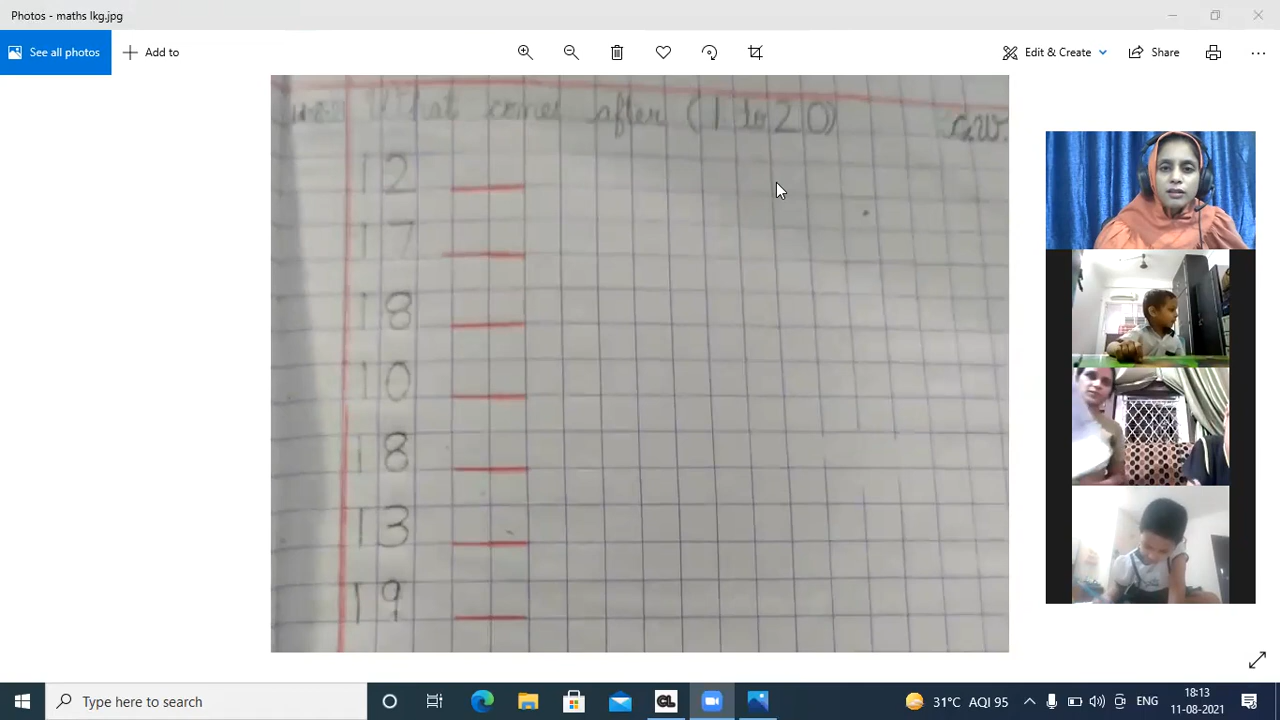 Photos - maths lkg.jpg
See all photos
Add to
Edit & Create
Share
What comes after (1 to 20)
C.W.
12
17
18
10
18
13
19
Type here to search
CL
31°C AQI 95
ENG
18:13
11-08-2021